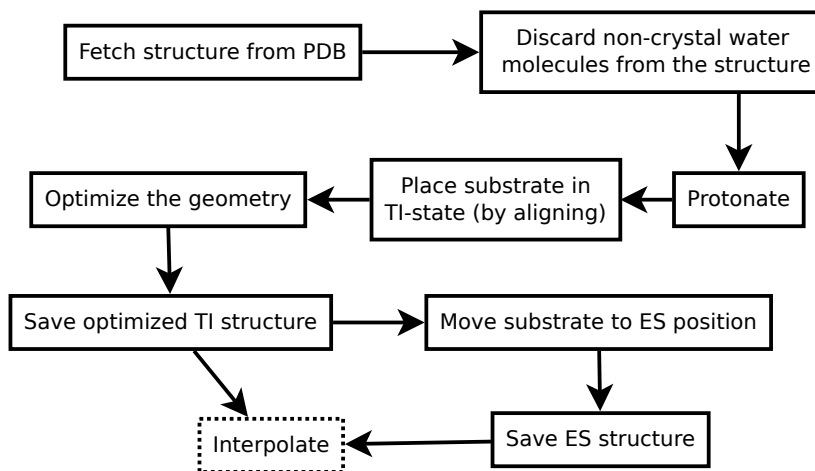 Fetch structure from PDB
Discard non-crystal water
molecules from the structure
Protonate
Place substrate in
TI-state (by aligning)
Optimize the geometry
Save optimized TI structure
Move substrate to ES position
Save ES structure
Interpolate